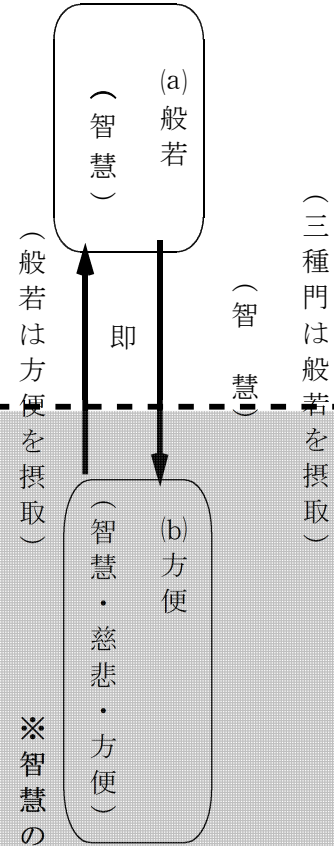 （三種門は般若を摂取）
（智　慧）
(a)般若
（智慧）
即
（般若は方便を摂取）
(b)方便
（智慧・慈悲・方便）
※智慧の